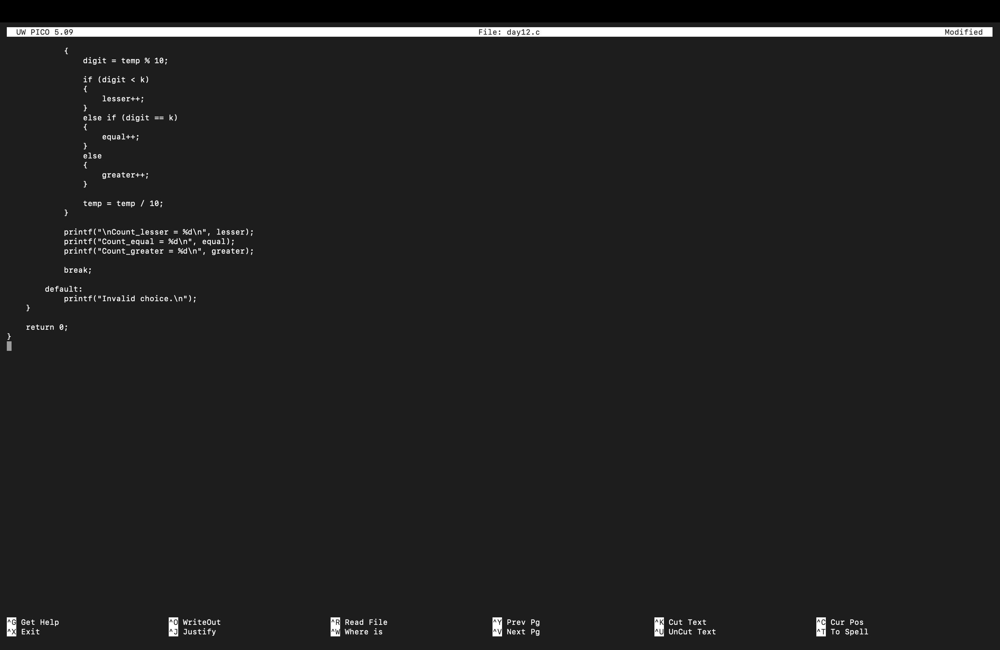 UW PICO 5.09 File: day12.c Modified
{
digit = temp % 10;
if (digit < k)
{
lesser++;
}
else if (digit == k)
{
equal++;
}
else
{
greater++;
}
temp = temp / 10;
}
printf("\nCount_lesser = %d\n", lesser);
printf("Count_equal = %d\n", equal);
printf("Count_greater = %d\n", greater);
break;
default:
printf("Invalid choice.\n");
}
return 0;
}
^G Get Help ^O WriteOut ^R Read File ^Y Prev Pg ^K Cut Text ^C Cur Pos
^X Exit ^J Justify ^W Where is ^V Next Pg ^U UnCut Text ^T To Spell